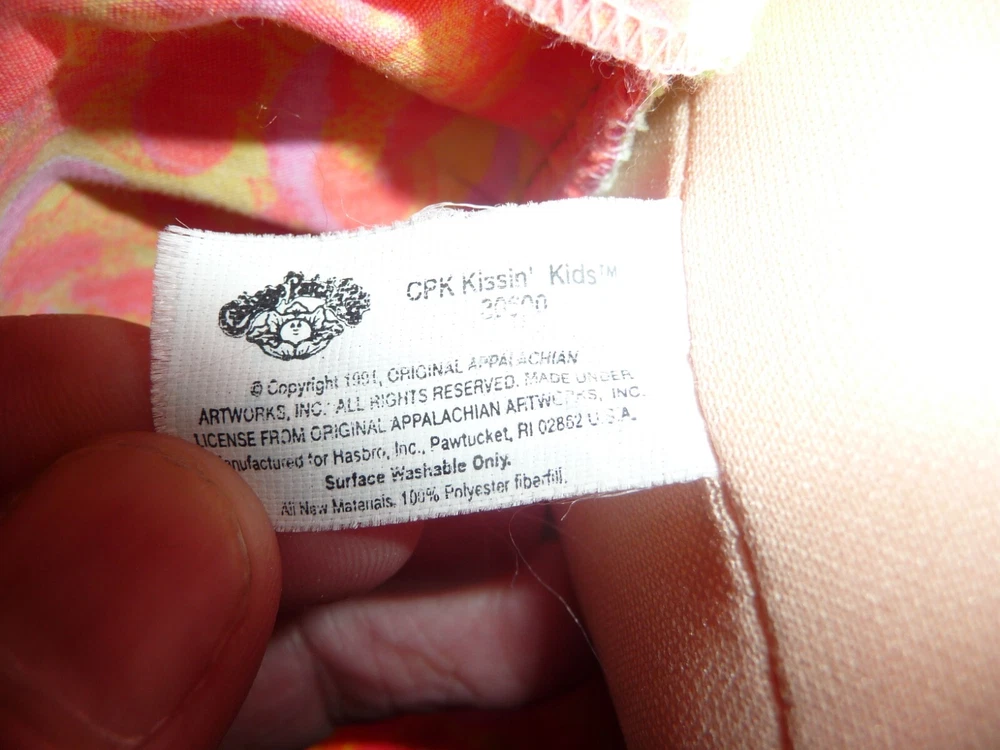 CPK Kissin' Kids™
© Copyright 1991, ORIGINAL APPALACHIAN
ARTWORKS, INC. ALL RIGHTS RESERVED. MADE UNDER
LICENSE FROM ORIGINAL APPALACHIAN ARTWORKS, INC.
anufactured for Hasbro, Inc., Pawtucket, RI 02862 U.S.A.
Surface Washable Only.
All New Materials. 100% Polyester fiberfill.